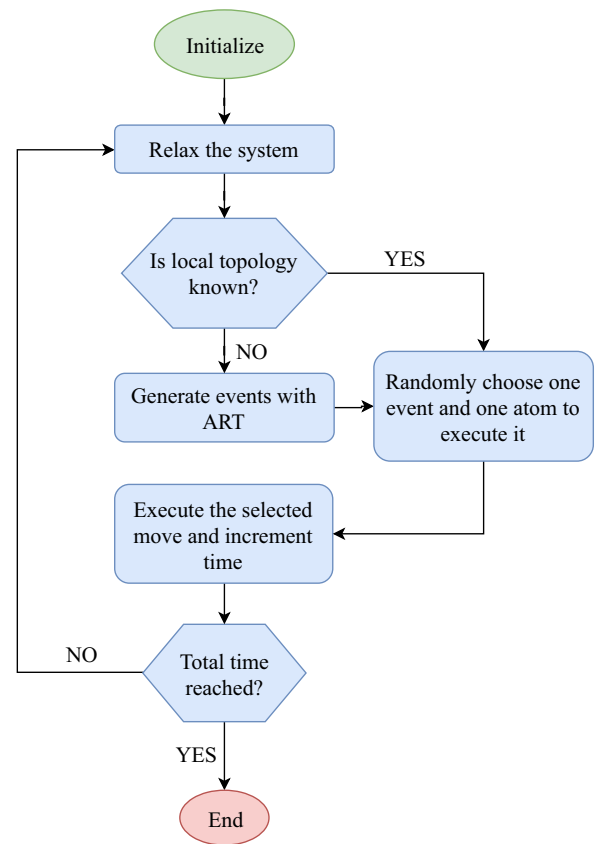 Initialize
Relax the system
Is local topology
known?
YES
NO
Generate events with
ART
Randomly choose one
event and one atom to
execute it
Execute the selected
move and increment
time
Total time
reached?
NO
YES
End